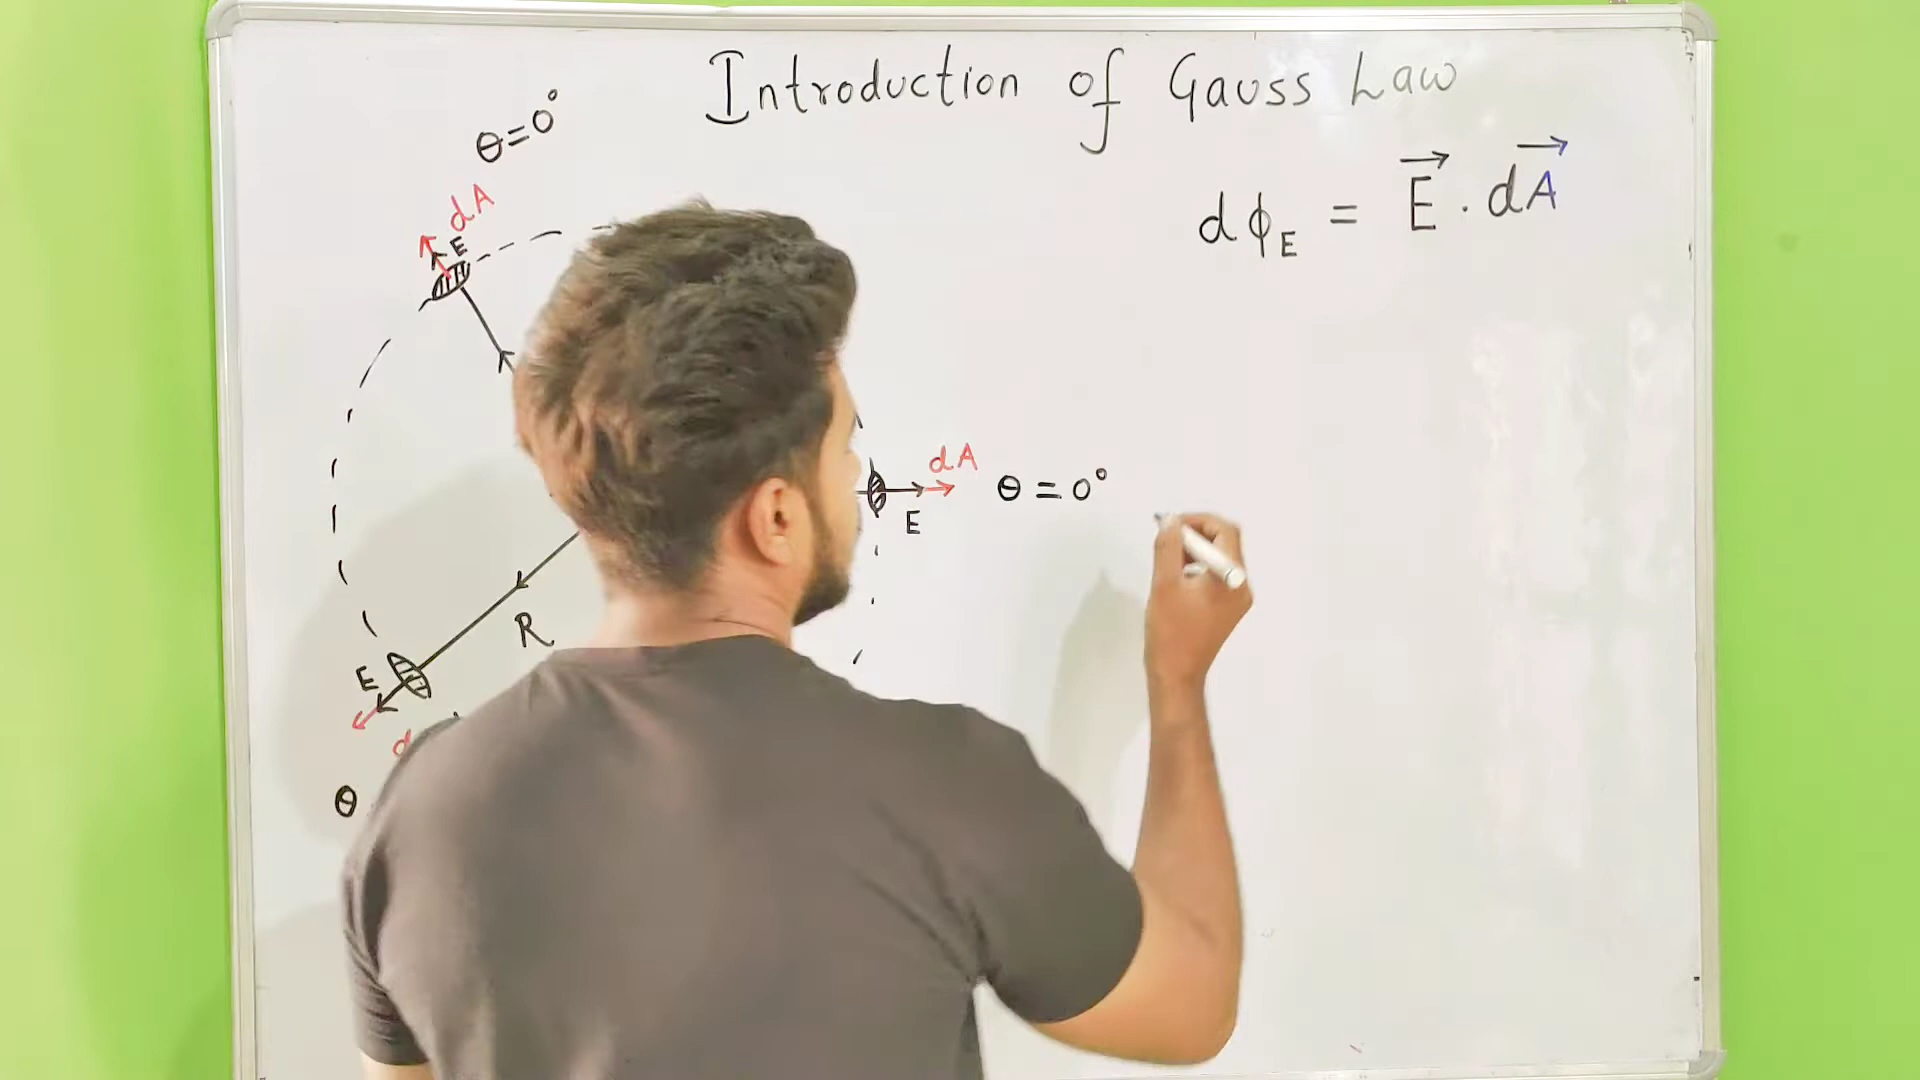 Introduction of Gauss Law
θ=0°
dA
E
dϕE = E⃗ . dA⃗
dA
E
θ = 0°
R
E
θ